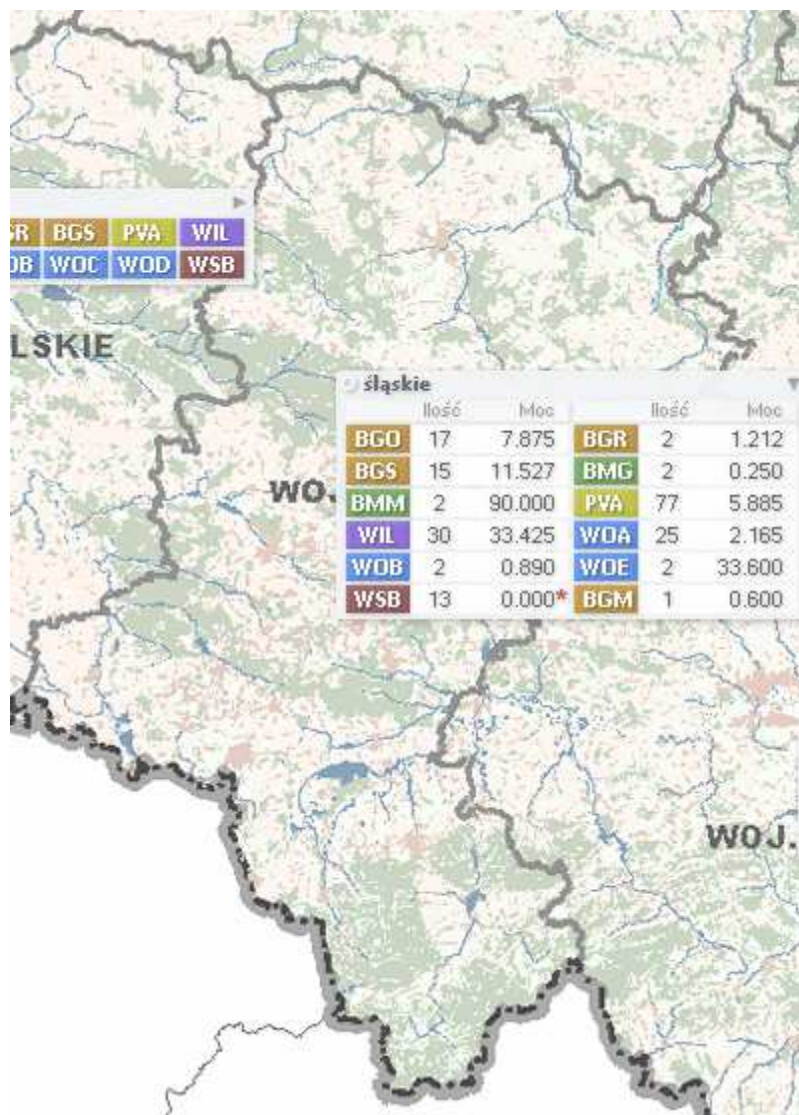 BGS PVA WIL
WOC WOD WSB
LSKIE
śląskie
Ilość Moc Ilość Moc
BGO 17 7.875 BGR 2 1.212
BGS 15 11.527 BMG 2 0.250
WO. BMM 2 90.000 PVA 77 5.885
WIL 30 33.425 WOA 25 2.165
WOB 2 0.890 WOE 2 33.600
WSB 13 0.000* BGM 1 0.600
WOJ.